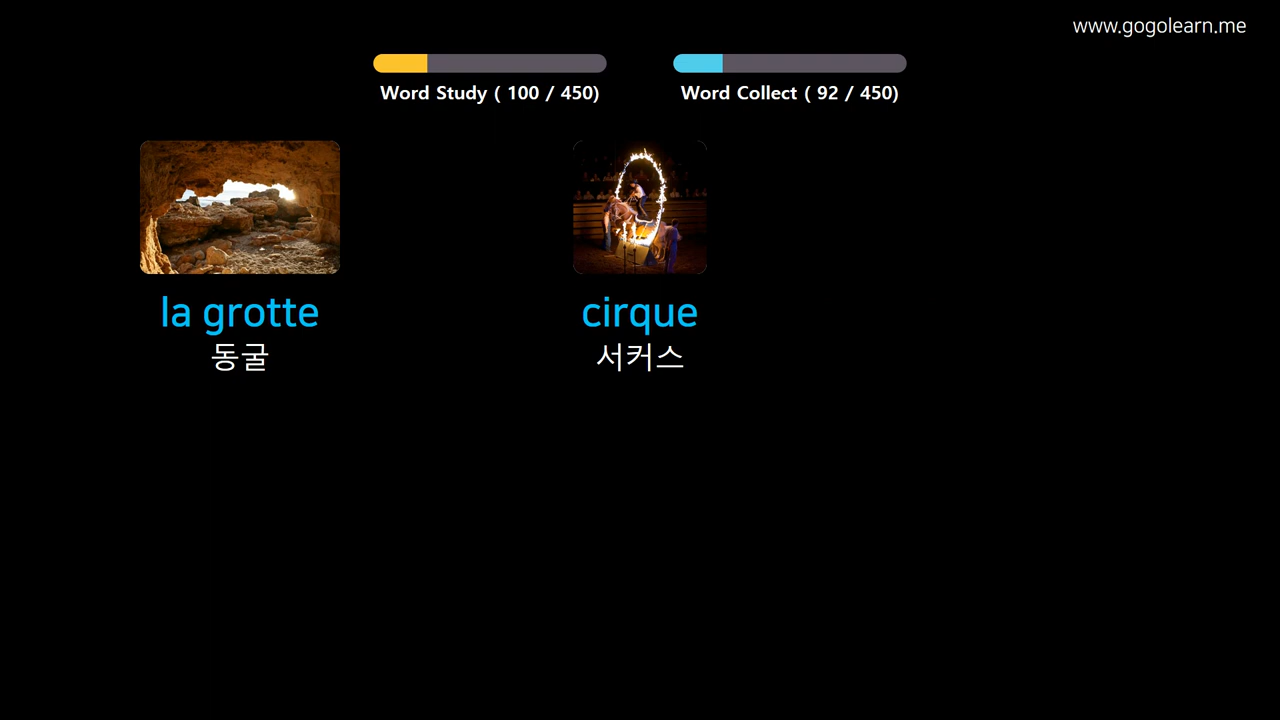 www.gogolearn.me
Word Study ( 100 / 450)
Word Collect ( 92 / 450)
la grotte
동굴
cirque
서커스